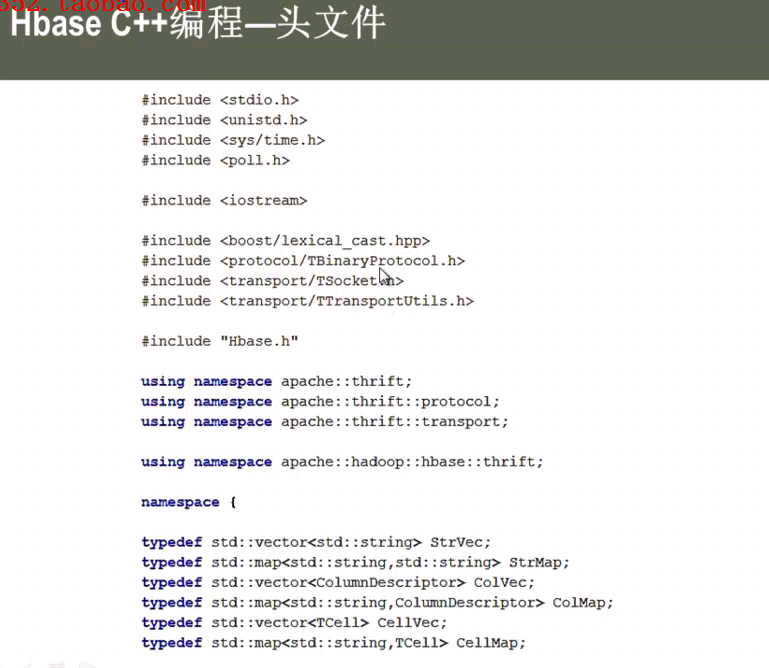 352.taobao.com
Hbase C++编程—头文件
#include <stdio.h>
#include <unistd.h>
#include <sys/time.h>
#include <poll.h>
#include <iostream>
#include <boost/lexical_cast.hpp>
#include <protocol/TBinaryProtocol.h>
#include <transport/TSocket.h>
#include <transport/TTransportUtils.h>
#include "Hbase.h"
using namespace apache::thrift;
using namespace apache::thrift::protocol;
using namespace apache::thrift::transport;
using namespace apache::hadoop::hbase::thrift;
namespace {
typedef std::vector<std::string> StrVec;
typedef std::map<std::string,std::string> StrMap;
typedef std::vector<ColumnDescriptor> ColVec;
typedef std::map<std::string,ColumnDescriptor> ColMap;
typedef std::vector<TCell> CellVec;
typedef std::map<std::string,TCell> CellMap;